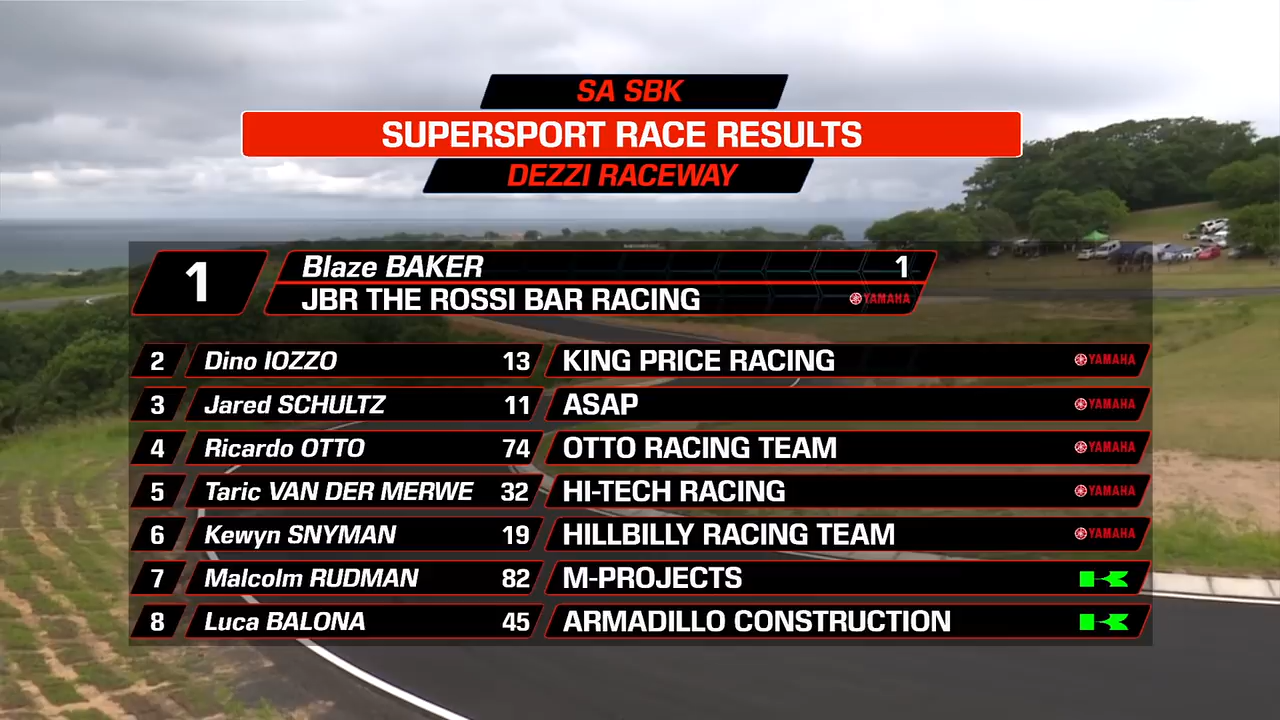 SA SBK
SUPERSPORT RACE RESULTS
DEZZI RACEWAY
1 Blaze BAKER 1
JBR THE ROSSI BAR RACING YAMAHA
2 Dino IOZZO 13 KING PRICE RACING YAMAHA
3 Jared SCHULTZ 11 ASAP YAMAHA
4 Ricardo OTTO 74 OTTO RACING TEAM YAMAHA
5 Taric VAN DER MERWE 32 HI-TECH RACING YAMAHA
6 Kewyn SNYMAN 19 HILLBILLY RACING TEAM YAMAHA
7 Malcolm RUDMAN 82 M-PROJECTS
8 Luca BALONA 45 ARMADILLO CONSTRUCTION